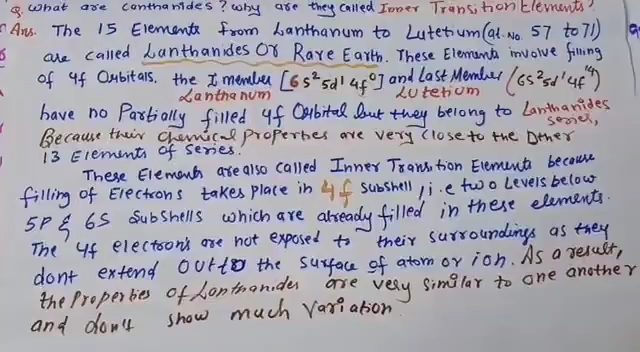 Q. What are Lanthanides? Why are they called Inner Transition Elements?
Ans. The 15 Elements from Lanthanum to Lutetium (at. No. 57 to 71)
are called Lanthanides Or Rare Earth. These Elements involve filling
of 4f Orbitals. the I member [6s² 5d¹ 4f⁰] and Last Member (6s² 5d¹ 4f¹⁴)
Lanthanum Lutetium
have no Partially filled 4f Orbital but they belong to Lanthanides series,
Because their chemical Properties are very close to the Other
13 Elements of Series.
These Elements are also called Inner Transition Elements because
filling of Electrons takes place in 4f subshell, i.e two Levels below
5P & 6S Subshells which are already filled in these elements.
The 4f electrons are not exposed to their surroundings as they
dont extend out to the surface of atom or ion. As a result,
the Properties of Lanthanides are very similar to one another
and don't show much variation